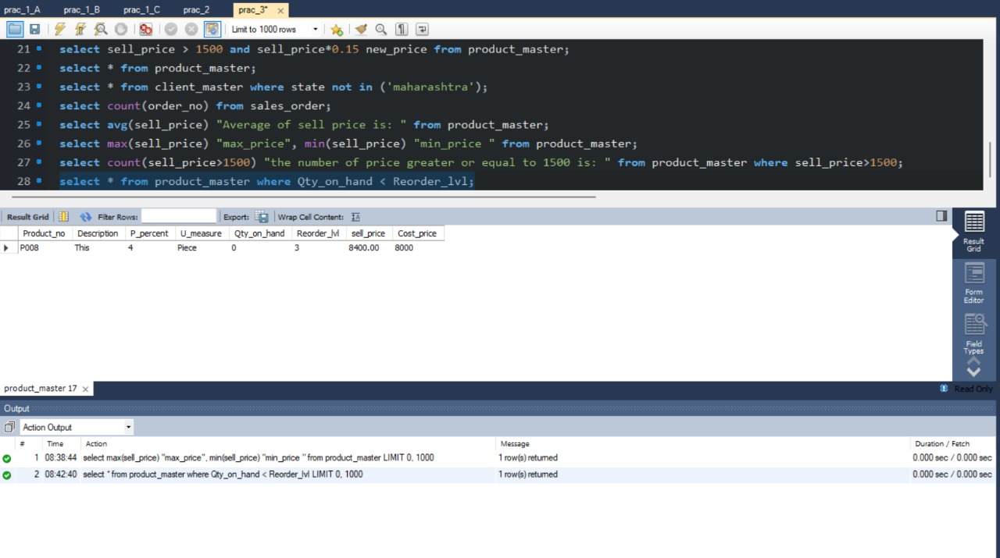 prac_1_A prac_1_B prac_1_C prac_2 prac_3*
Limit to 1000 rows
21 select sell_price > 1500 and sell_price*0.15 new_price from product_master;
22 select * from product_master;
23 select * from client_master where state not in ('maharashtra');
24 select count(order_no) from sales_order;
25 select avg(sell_price) "Average of sell price is: " from product_master;
26 select max(sell_price) "max_price", min(sell_price) "min_price " from product_master;
27 select count(sell_price>1500) "the number of price greater or equal to 1500 is: " from product_master where sell_price>1500;
28 select * from product_master where Qty_on_hand < Reorder_lvl;
Result Grid Filter Rows: Export: Wrap Cell Content:
Product_no Description P_percent U_measure Qty_on_hand Reorder_lvl sell_price Cost_price
P008 This 4 Piece 0 3 8400.00 8000
Result
Grid
Form
Editor
Field
Types
product_master 17 Read Only
Output
Action Output
# Time Action Message Duration / Fetch
1 08:38:44 select max(sell_price) "max_price", min(sell_price) "min_price " from product_master LIMIT 0, 1000 1 row(s) returned 0.000 sec / 0.000 sec
2 08:42:40 select * from product_master where Qty_on_hand < Reorder_lvl LIMIT 0, 1000 1 row(s) returned 0.000 sec / 0.000 sec